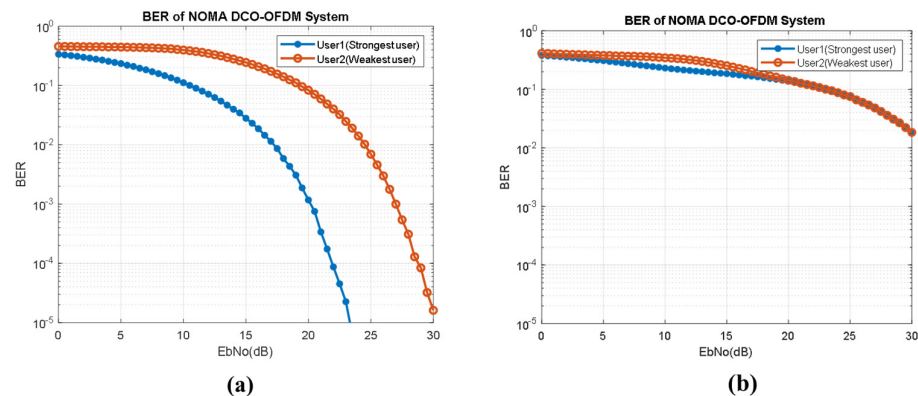 BER of NOMA DCO-OFDM System
10^0
10^-1
10^-2
10^-3
10^-4
10^-5
BER
User1(Strongest user)
User2(Weakest user)
0 5 10 15 20 25 30
EbNo(dB)
(a)
BER of NOMA DCO-OFDM System
10^0
10^-1
10^-2
10^-3
10^-4
10^-5
BER
User1(Strongest user)
User2(Weakest user)
0 5 10 15 20 25 30
EbNo(dB)
(b)